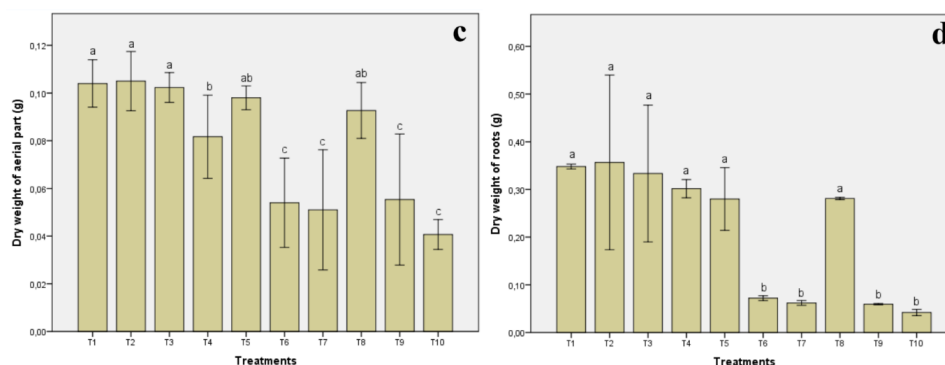 c
Dry weight of aerial part (g)
0,12
0,10
0,08
0,06
0,04
0,02
0,00
a
a
a
b
ab
c
c
ab
c
c
T1 T2 T3 T4 T5 T6 T7 T8 T9 T10
Treatments
d
Dry weight of roots (g)
0,60
0,50
0,40
0,30
0,20
0,10
0,00
a
a
a
a
a
b
b
a
b
b
T1 T2 T3 T4 T5 T6 T7 T8 T9 T10
Treatments